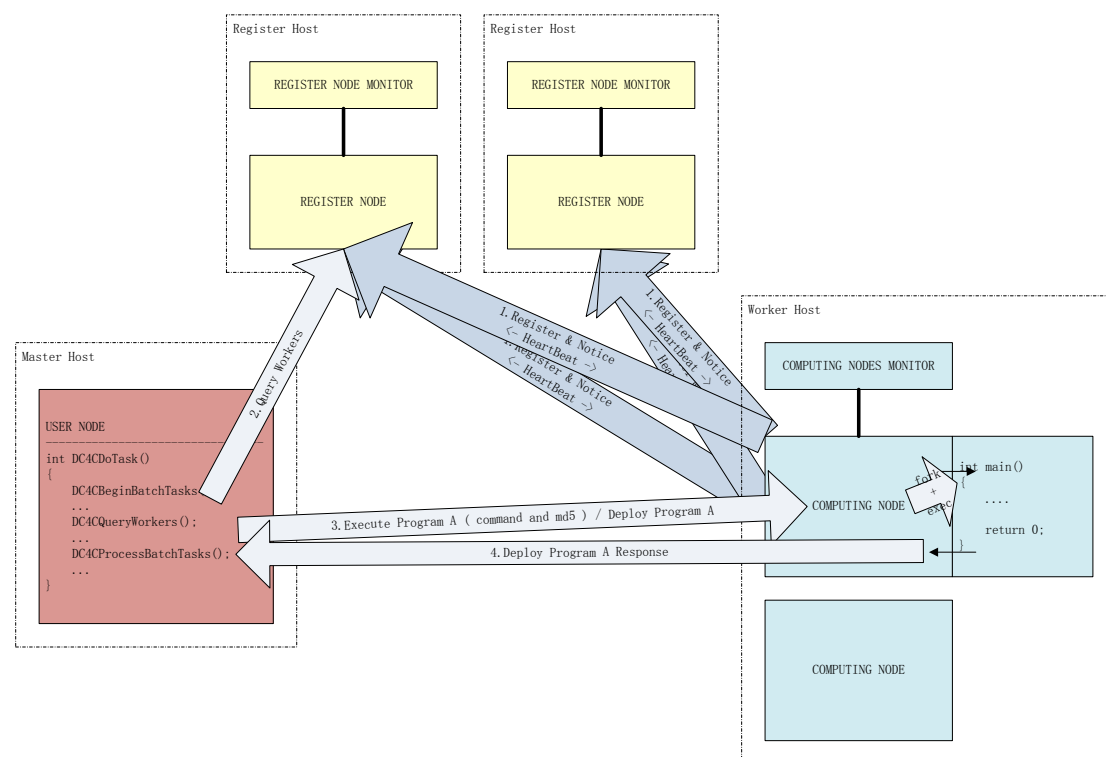 Register Host
REGISTER NODE MONITOR
REGISTER NODE
Register Host
REGISTER NODE MONITOR
REGISTER NODE
1.Register & Notice
<- HeartBeat ->
Register & Notice
<- HeartBeat ->
1.Register & Notice
<- HeartBeat ->
2.Query Workers
Master Host
USER NODE
int DC4CDoTask()
{
DC4CBeginBatchTasks
...
DC4CQueryWorkers();
...
DC4CProcessBatchTasks();
...
}
3.Execute Program A ( command and md5 ) / Deploy Program A
4.Deploy Program A Response
Worker Host
COMPUTING NODES MONITOR
COMPUTING NODE
fork
+
exec
int main()
{
....
return 0;
}
COMPUTING NODE